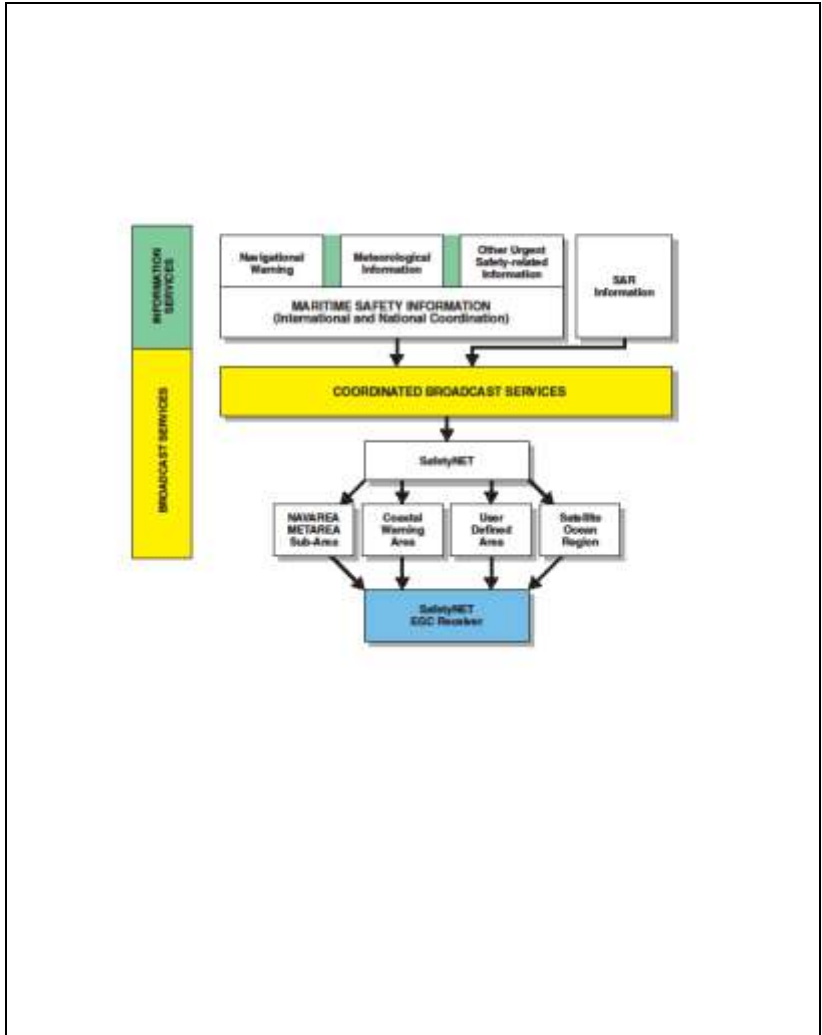 INFORMATION
SERVICES
Navigational
Warning
Meteorological
Information
Other Urgent
Safety-related
Information
SAR
Information
MARITIME SAFETY INFORMATION
(International and National Coordination)
BROADCAST SERVICES
COORDINATED BROADCAST SERVICES
SafetyNET
NAVAREA
METAREA
Sub-Area
Coastal
Warning
Area
User
Defined
Area
Satellite
Ocean
Region
SafetyNET
EGC Receiver